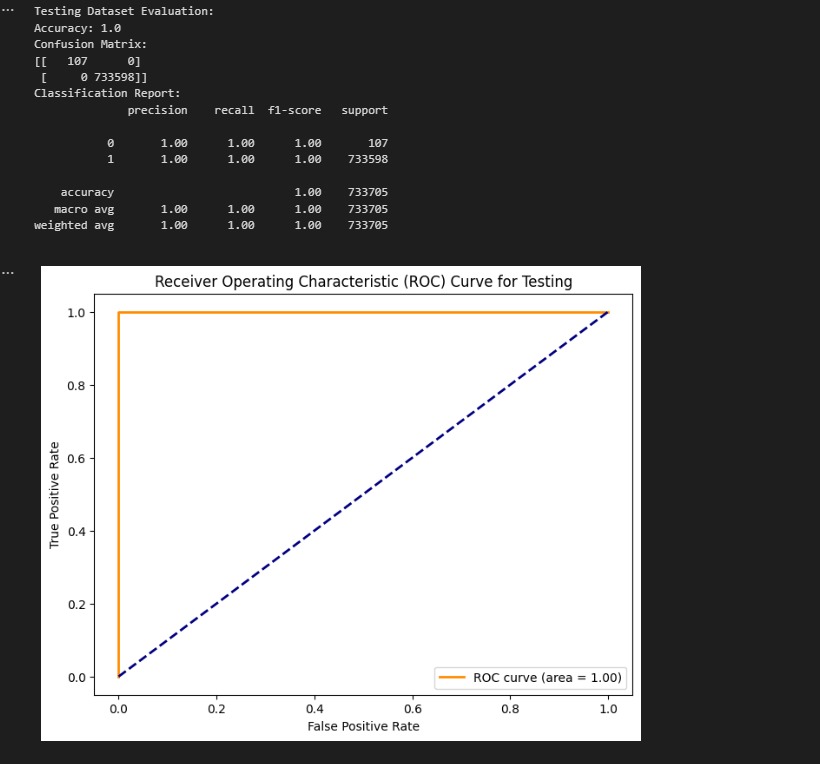 ...
Testing Dataset Evaluation:
Accuracy: 1.0
Confusion Matrix:
[[   107      0]
 [     0 733598]]
Classification Report:
              precision    recall  f1-score   support

           0       1.00      1.00      1.00       107
           1       1.00      1.00      1.00    733598

    accuracy                           1.00    733705
   macro avg       1.00      1.00      1.00    733705
weighted avg       1.00      1.00      1.00    733705
...
Receiver Operating Characteristic (ROC) Curve for Testing
True Positive Rate
1.0
0.8
0.6
0.4
0.2
0.0
ROC curve (area = 1.00)
0.0 0.2 0.4 0.6 0.8 1.0
False Positive Rate